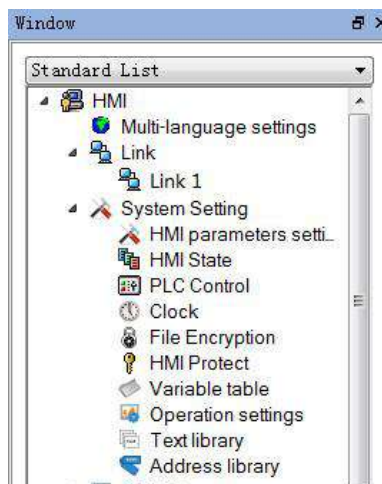 Window
Standard List
HMI
Multi-language settings
Link
Link 1
System Setting
HMI parameters setti...
HMI State
PLC Control
Clock
File Encryption
HMI Protect
Variable table
Operation settings
Text library
Address library